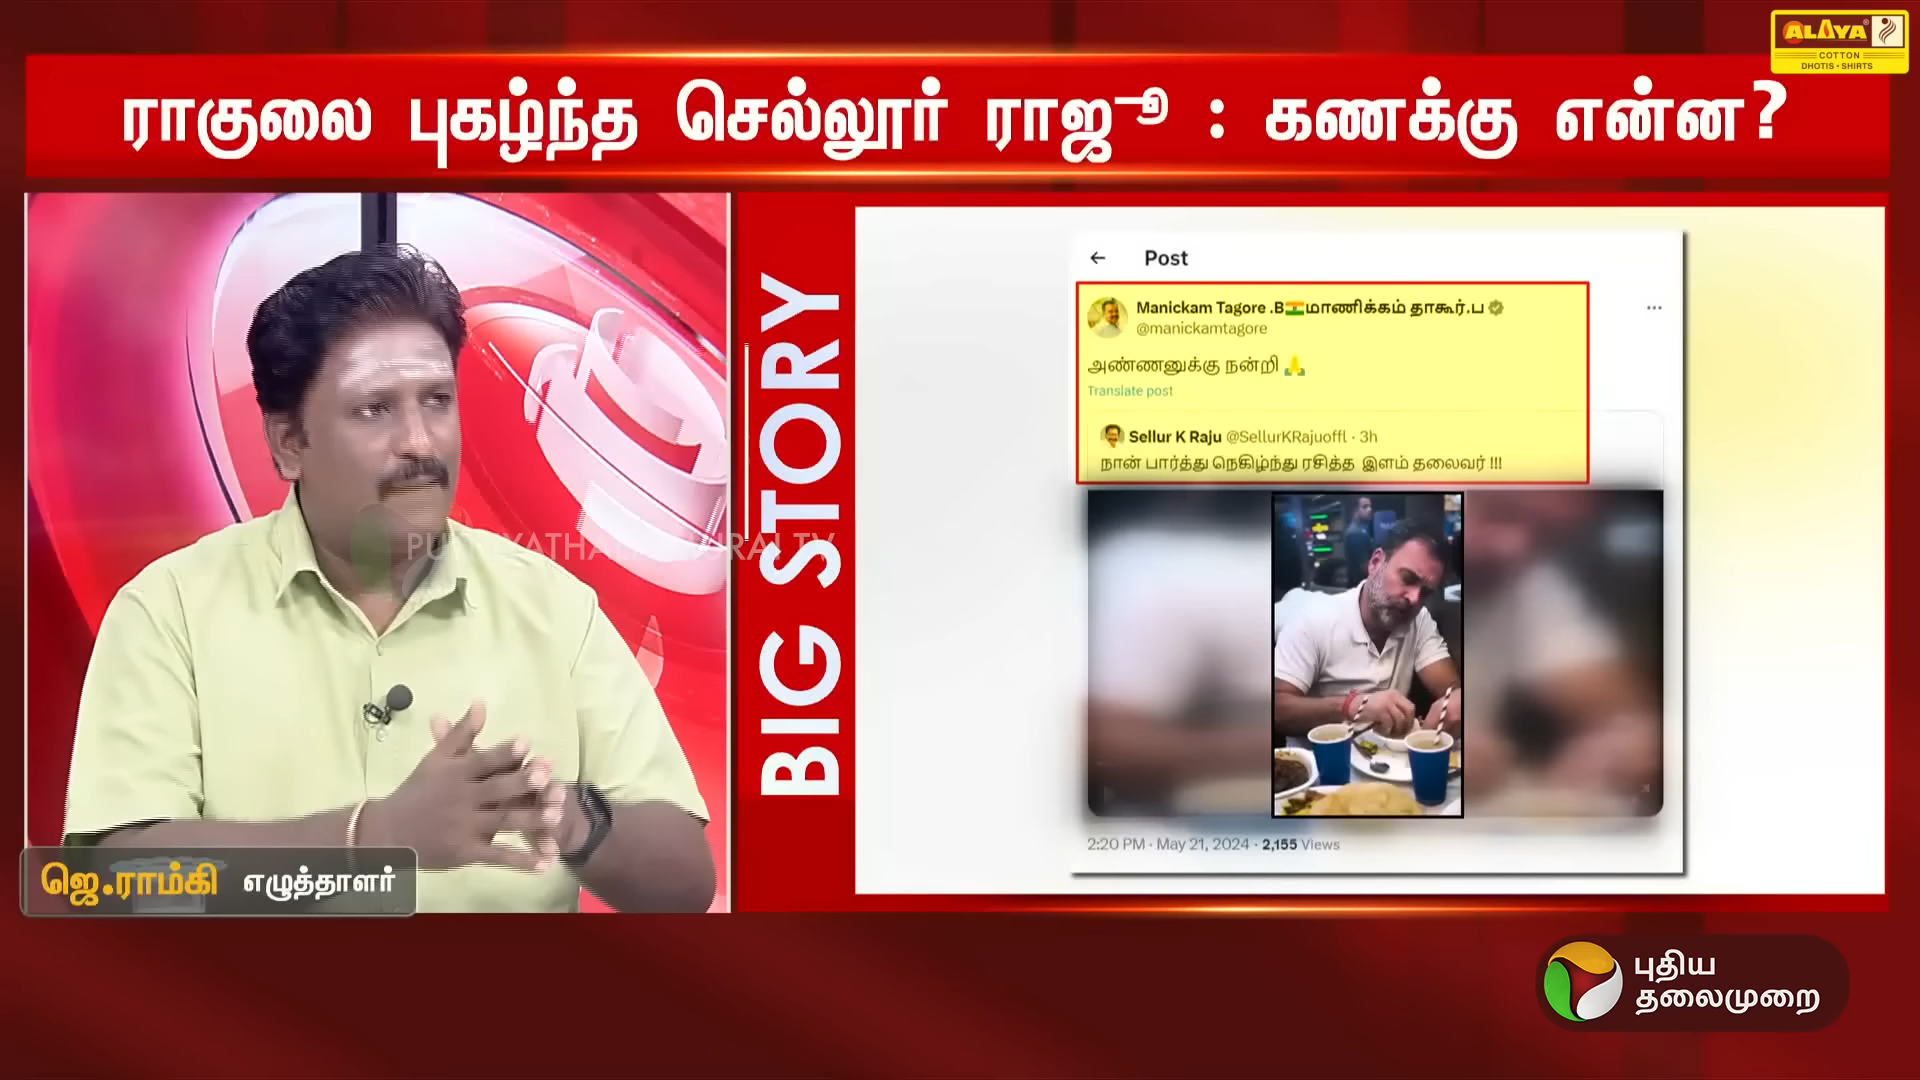 ALAYA
COTTON
DHOTIS • SHIRTS
ராகுலை புகழ்ந்த செல்லூர் ராஜூ : கணக்கு என்ன?
BIG STORY
← Post
Manickam Tagore .B🇮🇳மாணிக்கம் தாகூர்.ப
@manickamtagore
அண்ணனுக்கு நன்றி 🙏
Translate post
Sellur K Raju @SellurKRajuoffl · 3h
நான் பார்த்து நெகிழ்ந்து ரசித்த இளம் தலைவர் !!!
2:20 PM · May 21, 2024 · 2,155 Views
ஜெ.ராம்கி எழுத்தாளர்
புதிய
தலைமுறை